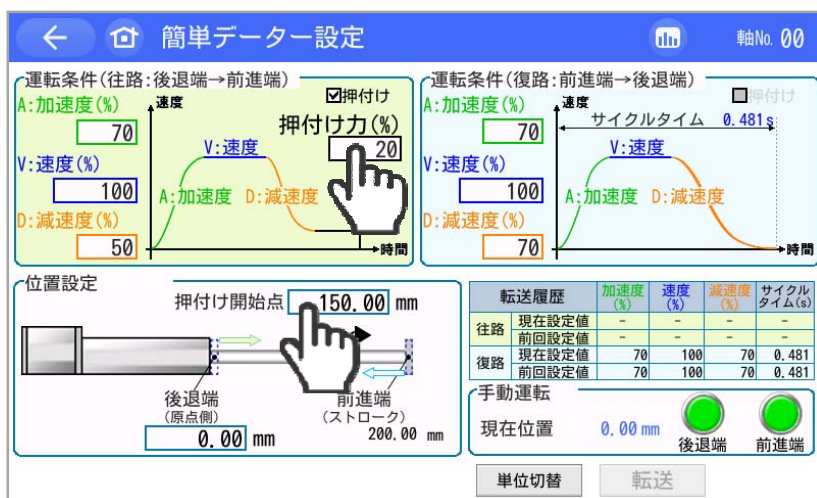 簡単データー設定
軸No. 00
運転条件(往路:後退端→前進端)
A:加速度(%)
70
V:速度(%)
100
D:減速度(%)
50
速度
押付け
押付け力(%)
20
V:速度
A:加速度
D:減速度
時間
運転条件(復路:前進端→後退端)
A:加速度(%)
70
V:速度(%)
100
D:減速度(%)
70
速度
押付け
サイクルタイム 0.481s
V:速度
A:加速度
D:減速度
時間
位置設定
押付け開始点 150.00 mm
後退端
(原点側)
0.00 mm
前進端
(ストローク)
200.00 mm
転送履歴 加速度(%) 速度(%) 減速度(%) サイクルタイム(s)
往路 現在設定値 - - - -
前回設定値 - - - -
復路 現在設定値 70 100 70 0.481
前回設定値 70 100 70 0.481
手動運転
現在位置 0.00 mm
後退端
前進端
単位切替
転送